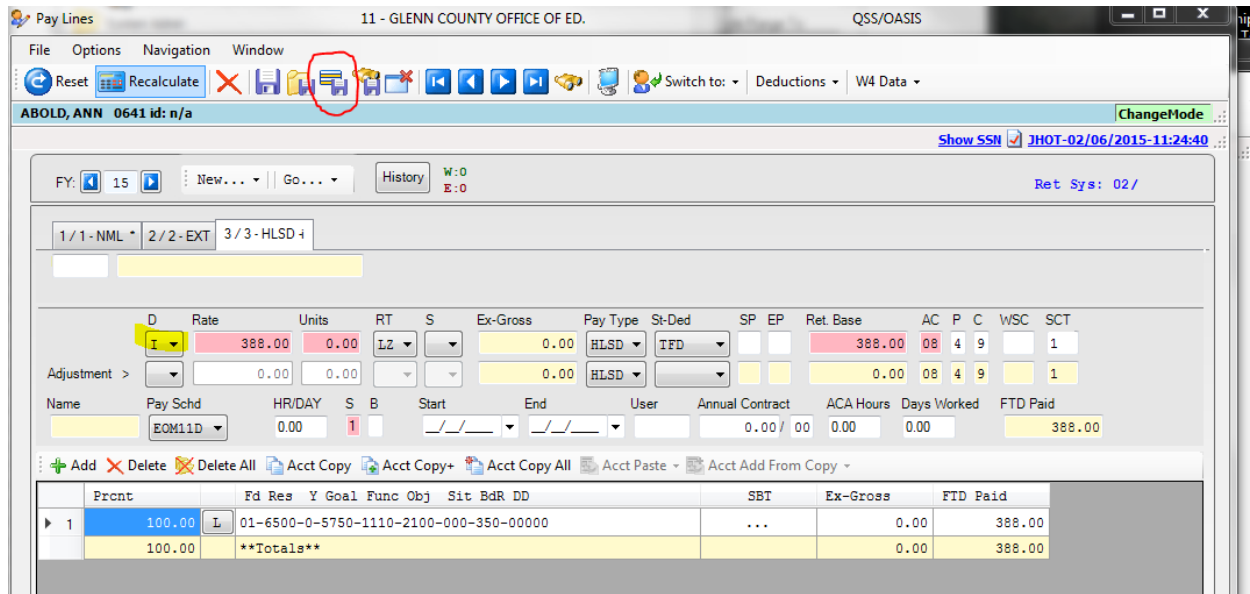 Pay Lines 11 - GLENN COUNTY OFFICE OF ED. QSS/OASIS
File Options Navigation Window
Reset Recalculate Switch to: Deductions W4 Data
ABOLD, ANN 0641 id: n/a ChangeMode
Show SSN JHOT-02/06/2015-11:24:40
FY: 15 New... Go... History W:0
E:0
Ret Sys: 02/
1/1-NML * 2/2-EXT 3/3-HLSD
D Rate Units RT S Ex-Gross Pay Type St-Ded SP EP Ret. Base AC P C WSC SCT
I 388.00 0.00 LZ 0.00 HLSD TFD 388.00 08 4 9 1
Adjustment > 0.00 0.00 0.00 HLSD 0.00 08 4 9 1
Name Pay Schd HR/DAY S B Start End User Annual Contract ACA Hours Days Worked FTD Paid
EOM11D 0.00 1 _/_/___ _/_/___ 0.00/ 00 0.00 0.00 388.00
Add Delete Delete All Acct Copy Acct Copy+ Acct Copy All Acct Paste Acct Add From Copy
Prcnt Fd Res Y Goal Func Obj Sit BdR DD SBT Ex-Gross FTD Paid
1 100.00 L 01-6500-0-5750-1110-2100-000-350-00000 ... 0.00 388.00
100.00 **Totals** 0.00 388.00